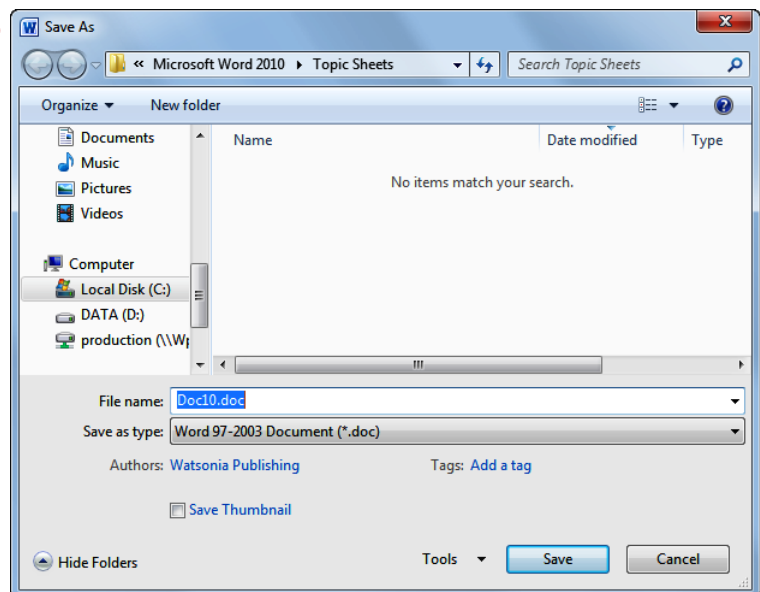 Save As
« Microsoft Word 2010 ▸ Topic Sheets
Search Topic Sheets
Organize ▼ New folder
Documents
Music
Pictures
Videos
Computer
Local Disk (C:)
DATA (D:)
production (\\Wp
Name Date modified Type
No items match your search.
File name: Doc10.doc
Save as type: Word 97-2003 Document (*.doc)
Authors: Watsonia Publishing Tags: Add a tag
Save Thumbnail
Hide Folders Tools ▼ Save Cancel